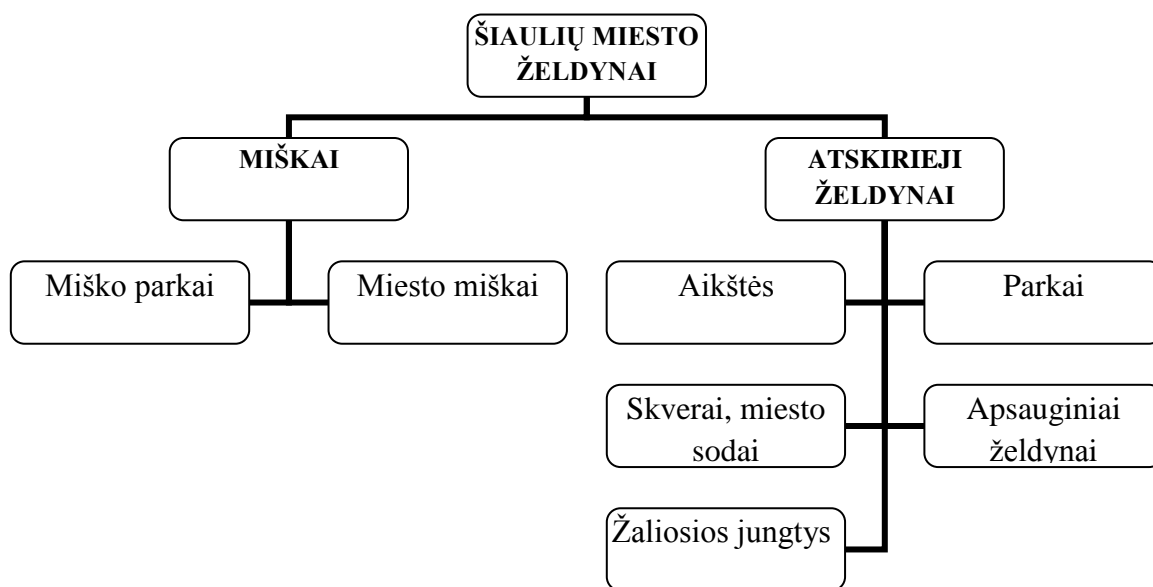 ŠIAULIŲ MIESTO
ŽELDYNAI
MIŠKAI
ATSKIRIEJI
ŽELDYNAI
Miško parkai
Miesto miškai
Aikštės
Parkai
Skverai, miesto
sodai
Apsauginiai
želdynai
Žaliosios jungtys